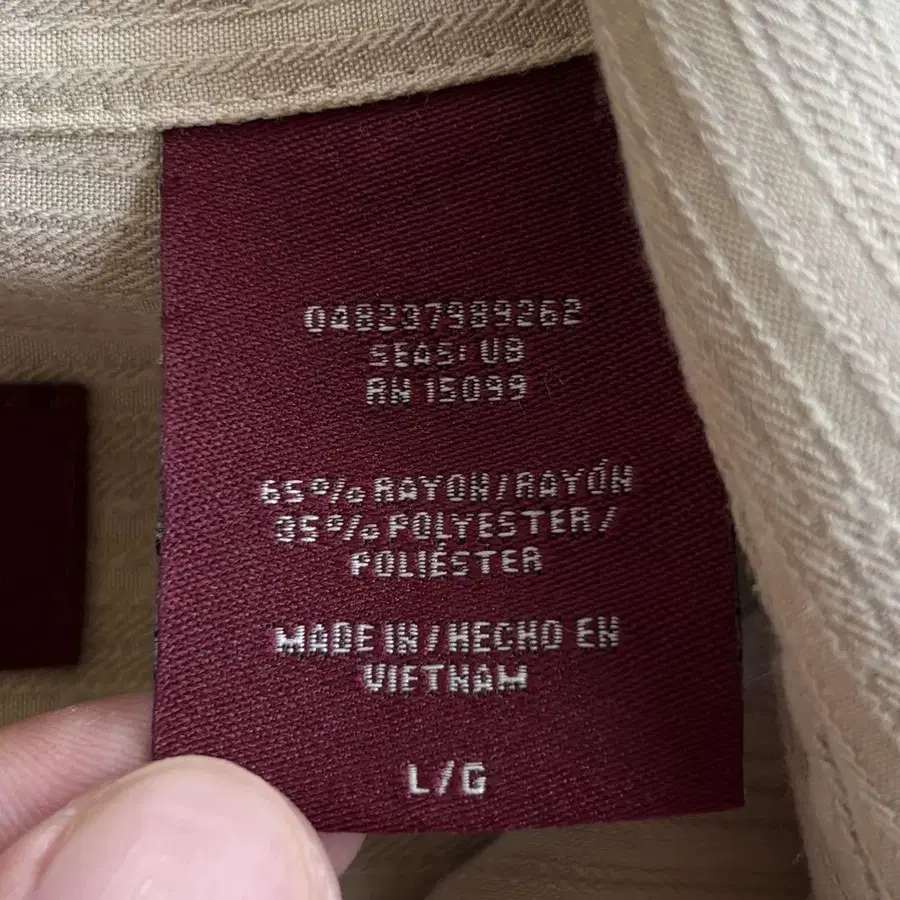 048237989262
SEAS: U8
RN 15099
65% RAYON / RAYÓN
35% POLYESTER /
POLIÉSTER
MADE IN / HECHO EN
VIETNAM
L/G